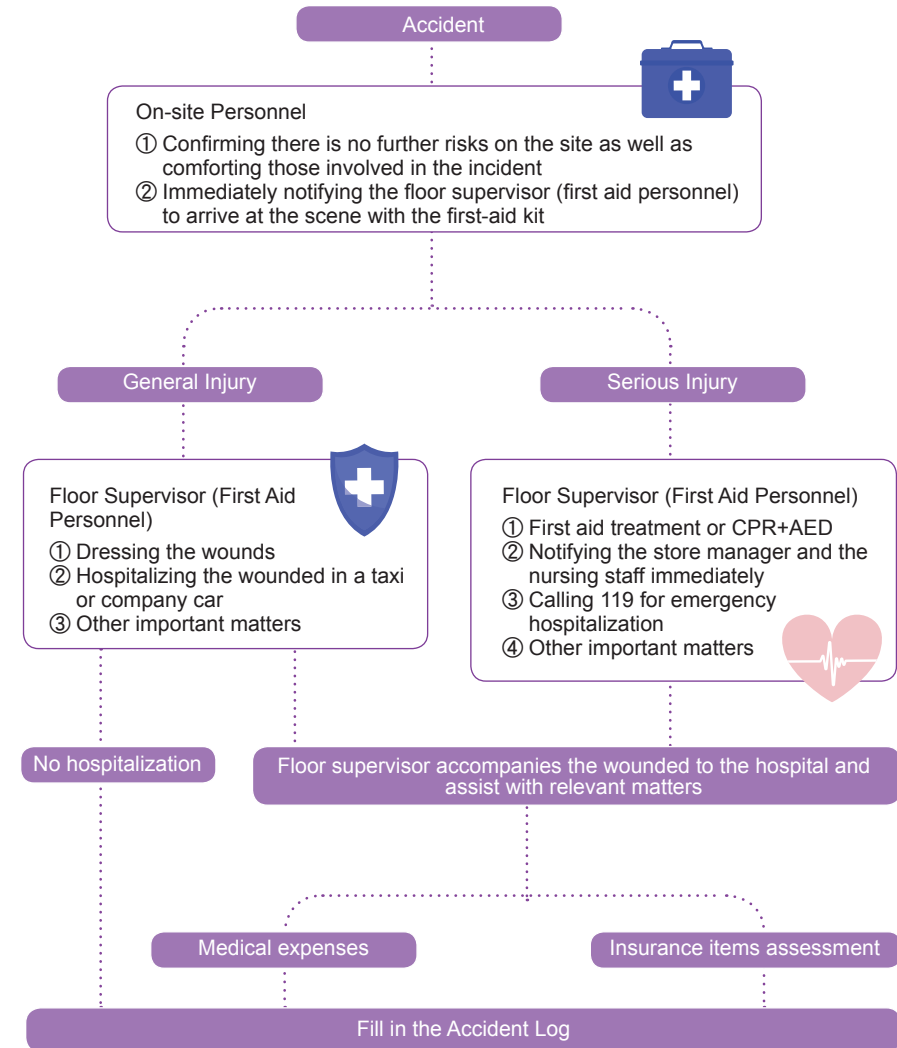 Accident
On-site Personnel
① Confirming there is no further risks on the site as well as
comforting those involved in the incident
② Immediately notifying the floor supervisor (first aid personnel)
to arrive at the scene with the first-aid kit
General Injury
Serious Injury
Floor Supervisor (First Aid
Personnel)
① Dressing the wounds
② Hospitalizing the wounded in a taxi
or company car
③ Other important matters
Floor Supervisor (First Aid Personnel)
① First aid treatment or CPR+AED
② Notifying the store manager and the
nursing staff immediately
③ Calling 119 for emergency
hospitalization
④ Other important matters
No hospitalization
Floor supervisor accompanies the wounded to the hospital and
assist with relevant matters
Medical expenses
Insurance items assessment
Fill in the Accident Log